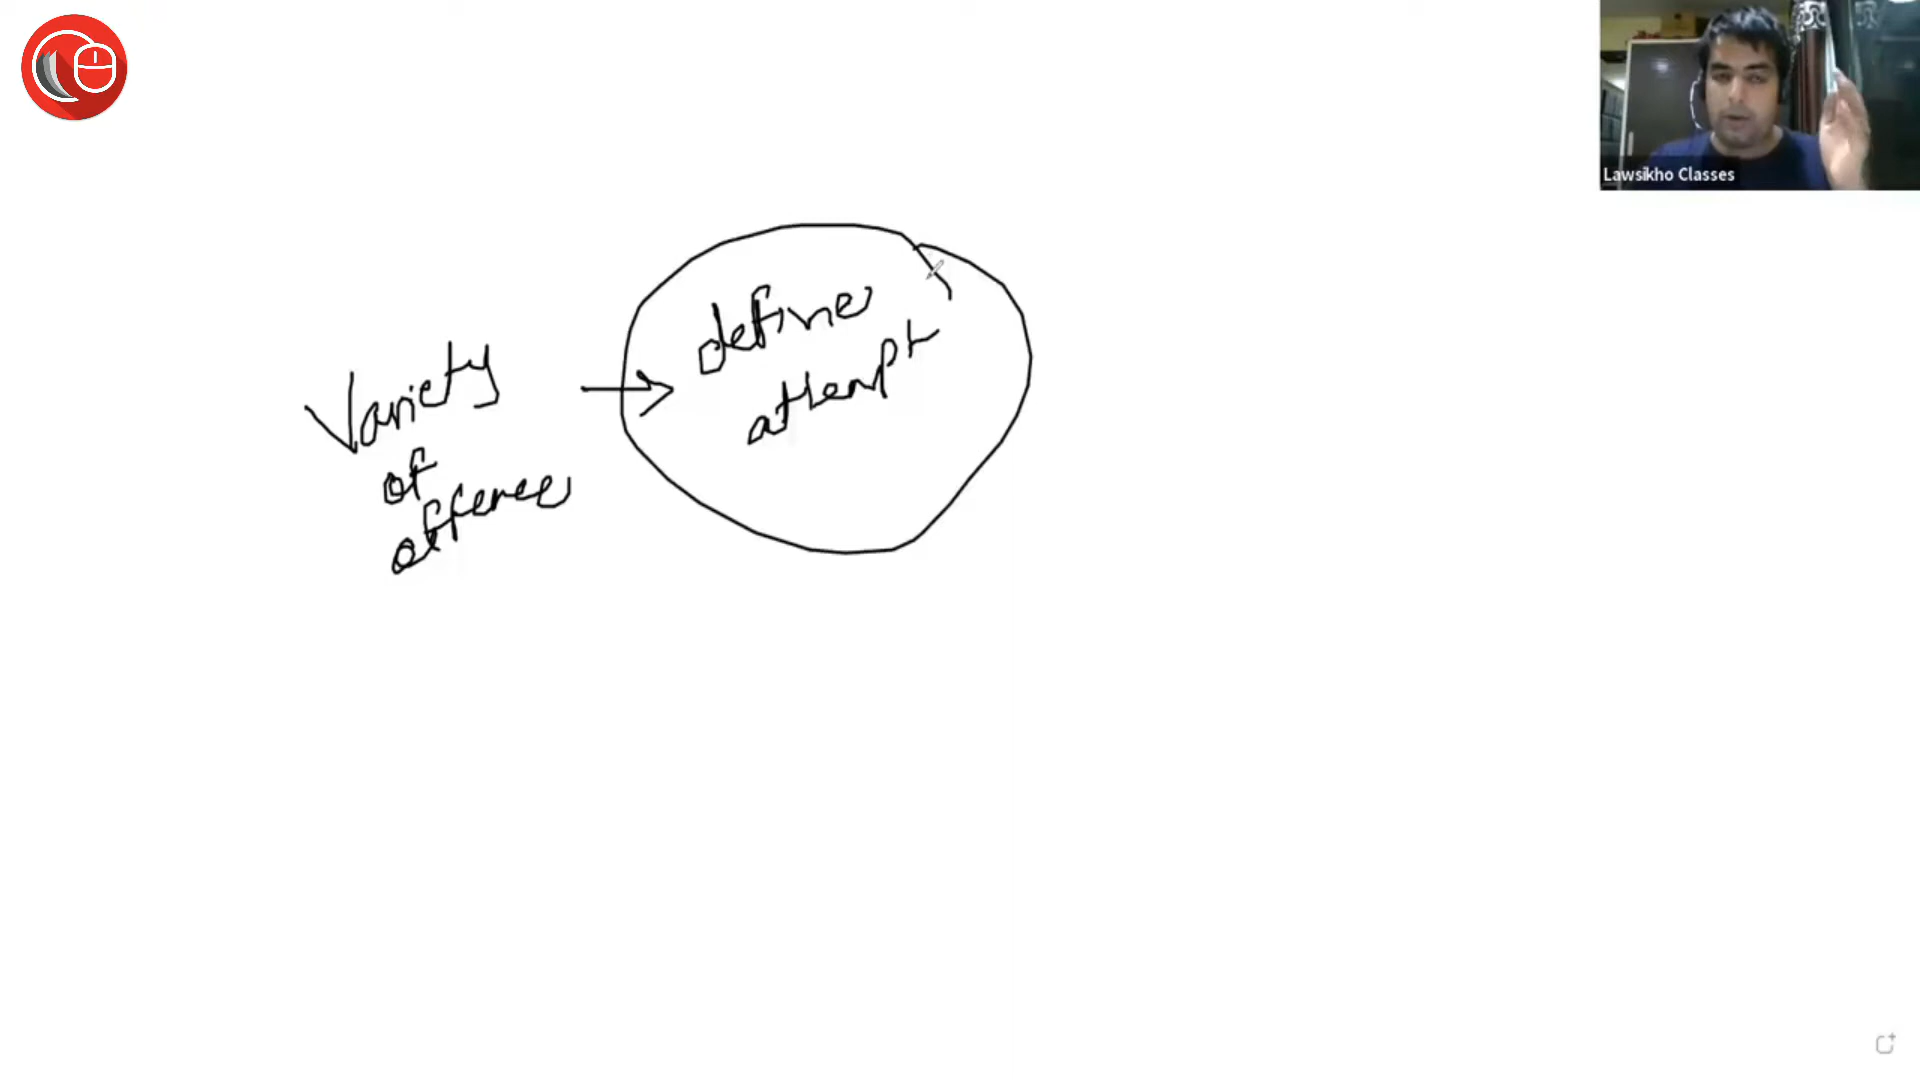 Variety
of
offence
define
attempt
Lawsikho Classes